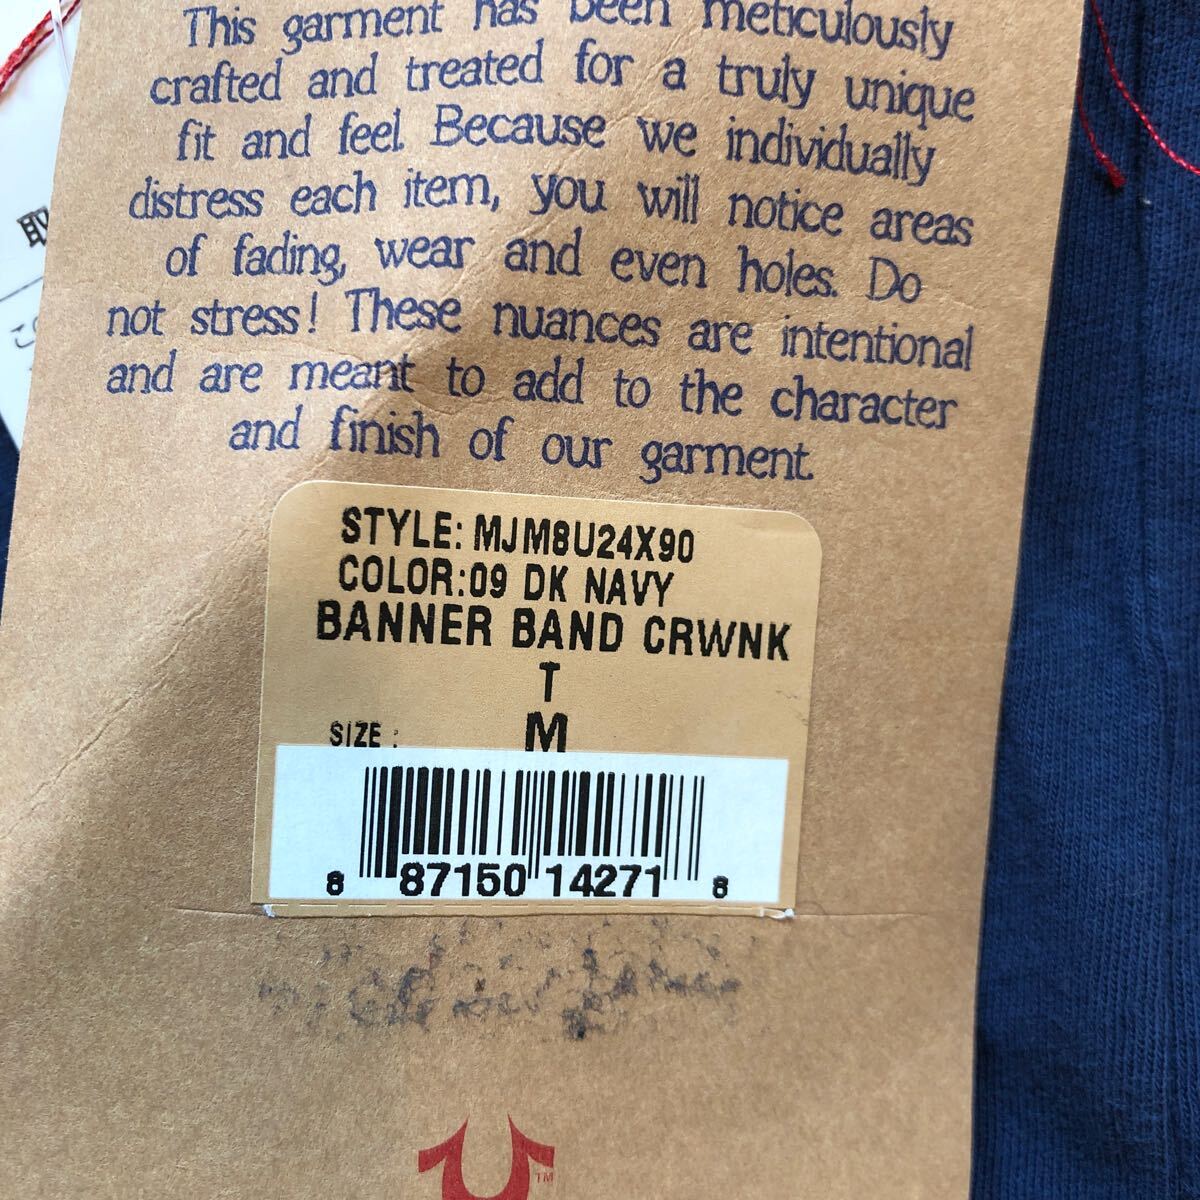 This garment has been meticulously
crafted and treated for a truly unique
fit and feel. Because we individually
distress each item, you will notice areas
of fading, wear and even holes. Do
not stress! These nuances are intentional
and are meant to add to the character
and finish of our garment.
STYLE: MJM8U24X90
COLOR:09 DK NAVY
BANNER BAND CRWNK
T
SIZE : M
8 87150 14271 8
TM